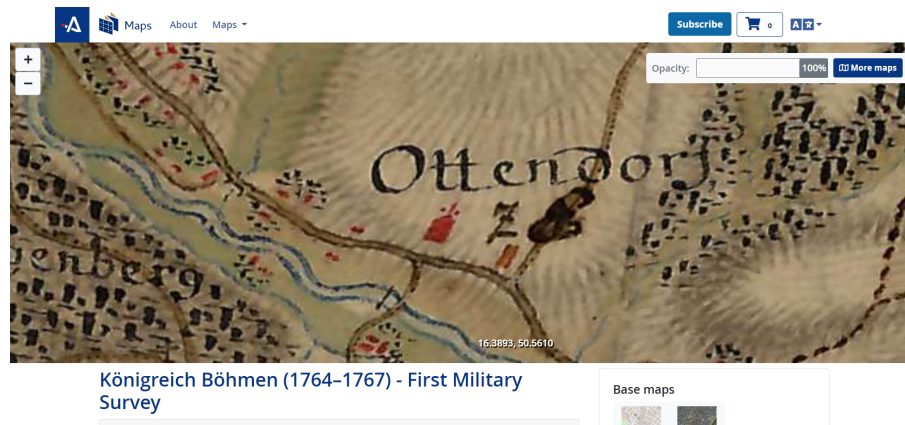 Maps
About
Maps
Subscribe
0
+
−
Opacity:
100%
More maps
Ottendorf
Z
enberg
16.3893, 50.5610
Königreich Böhmen (1764–1767) - First Military
Survey
Base maps